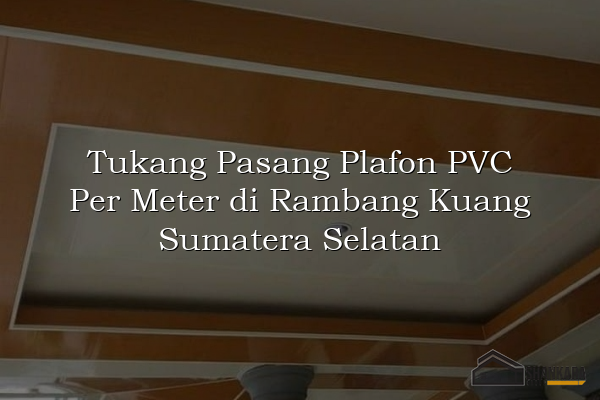 Tukang Pasang Plafon PVC
Per Meter di Rambang Kuang
Sumatera Selatan